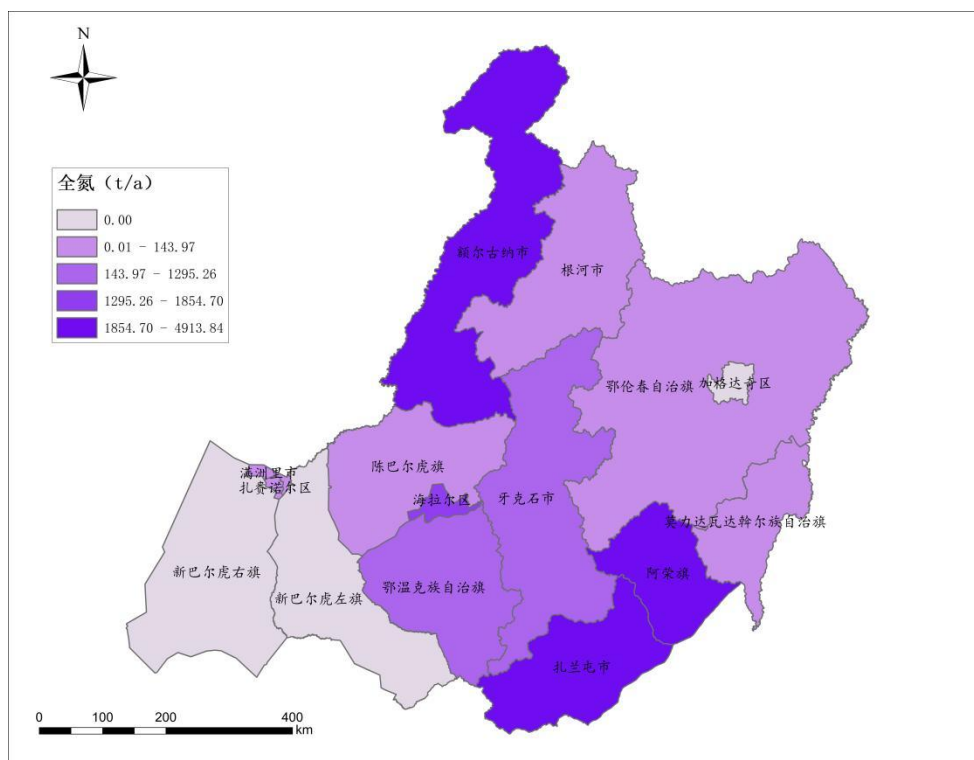 N
全氮（t/a）
0.00
0.01 - 143.97
143.97 - 1295.26
1295.26 - 1854.70
1854.70 - 4913.84
额尔古纳市
根河市
鄂伦春自治旗
加格达奇区
陈巴尔虎旗
满洲里市
扎赉诺尔区
海拉尔区
牙克石市
莫力达瓦达斡尔族自治旗
阿荣旗
新巴尔虎右旗
新巴尔虎左旗
鄂温克族自治旗
扎兰屯市
0 100 200 400
km